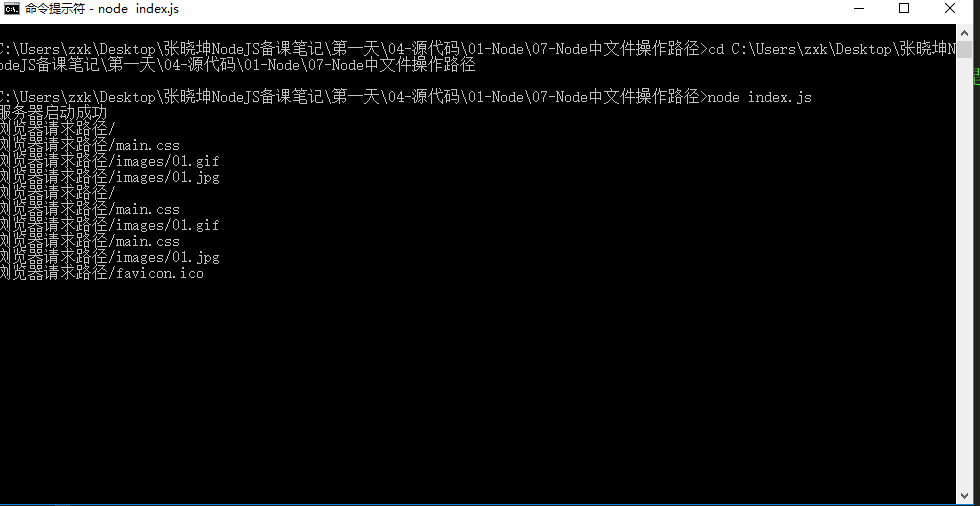 命令提示符 - node  index.js
C:\Users\zxk\Desktop\张晓坤NodeJS备课笔记\第一天\04-源代码\01-Node\07-Node中文件操作路径>cd C:\Users\zxk\Desktop\张晓坤N
odeJS备课笔记\第一天\04-源代码\01-Node\07-Node中文件操作路径
C:\Users\zxk\Desktop\张晓坤NodeJS备课笔记\第一天\04-源代码\01-Node\07-Node中文件操作路径>node index.js
服务器启动成功
浏览器请求路径/
浏览器请求路径/main.css
浏览器请求路径/images/01.gif
浏览器请求路径/images/01.jpg
浏览器请求路径/
浏览器请求路径/main.css
浏览器请求路径/images/01.gif
浏览器请求路径/main.css
浏览器请求路径/images/01.jpg
浏览器请求路径/favicon.ico